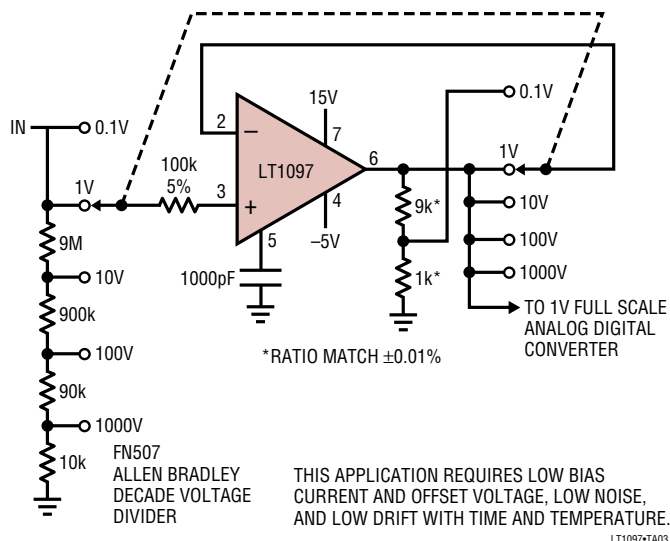 IN
0.1V
1V
9M
10V
900k
100V
90k
1000V
10k
100k
5%
2
3
15V
7
LT1097
6
4
–5V
5
1000pF
−
+
9k*
1k*
0.1V
1V
10V
100V
1000V
TO 1V FULL SCALE
ANALOG DIGITAL
CONVERTER
*RATIO MATCH ±0.01%
FN507
ALLEN BRADLEY
DECADE VOLTAGE
DIVIDER
THIS APPLICATION REQUIRES LOW BIAS
CURRENT AND OFFSET VOLTAGE, LOW NOISE,
AND LOW DRIFT WITH TIME AND TEMPERATURE.
LT1097•TA03